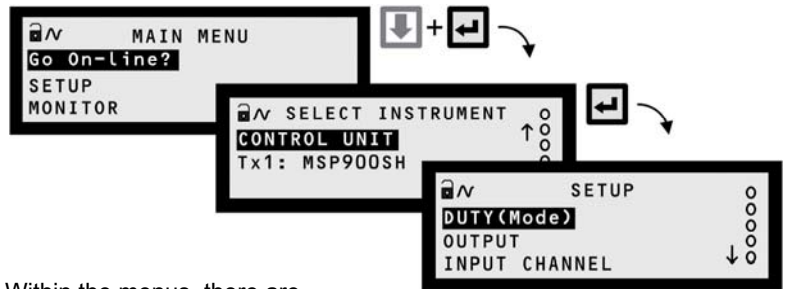 MAIN MENU
Go On-line?
SETUP
MONITOR
+
SELECT INSTRUMENT
CONTROL UNIT
Tx1: MSP900SH
SETUP
DUTY(Mode)
OUTPUT
INPUT CHANNEL
Within the menus, there are